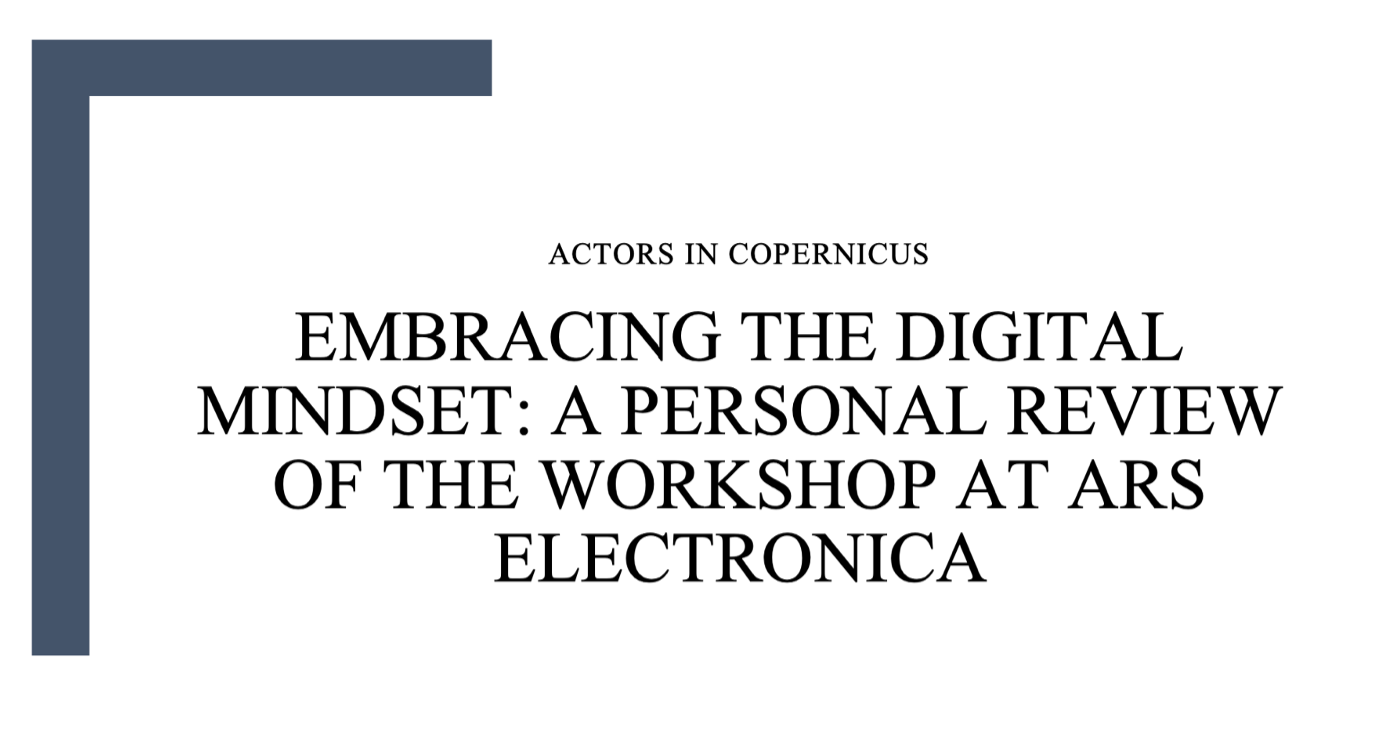 ACTORS IN COPERNICUS
EMBRACING THE DIGITAL
MINDSET: A PERSONAL REVIEW
OF THE WORKSHOP AT ARS
ELECTRONICA